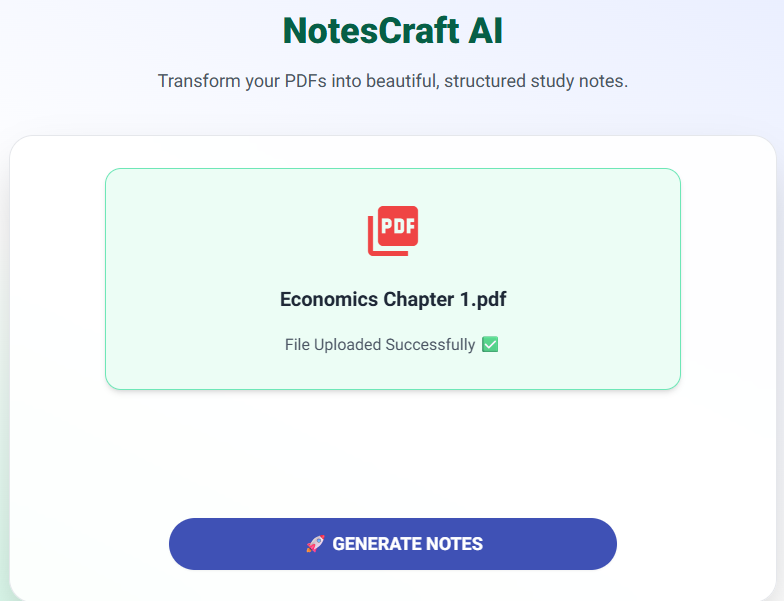 NotesCraft AI
Transform your PDFs into beautiful, structured study notes.
PDF
Economics Chapter 1.pdf
File Uploaded Successfully ✅
🚀 GENERATE NOTES